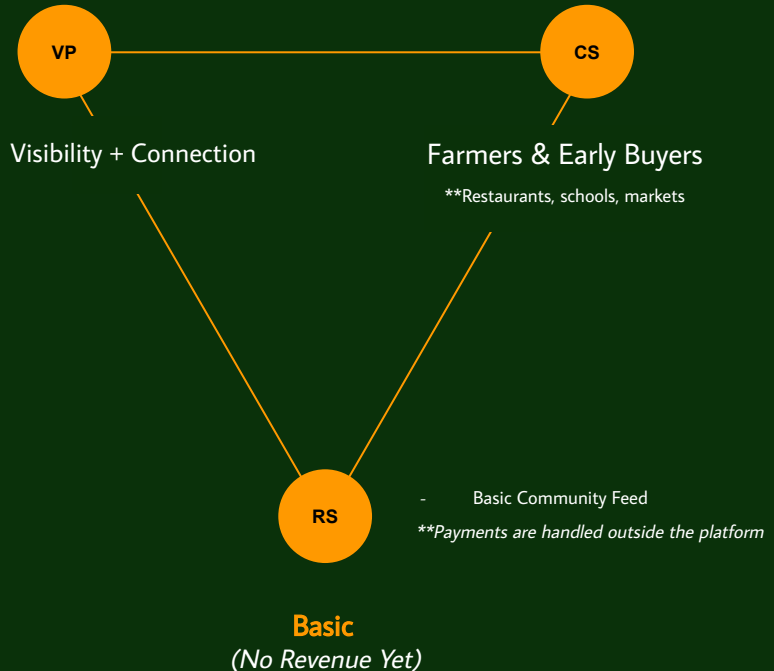 VP
CS
Visibility + Connection
Farmers & Early Buyers
**Restaurants, schools, markets
RS
- Basic Community Feed
**Payments are handled outside the platform
Basic
(No Revenue Yet)